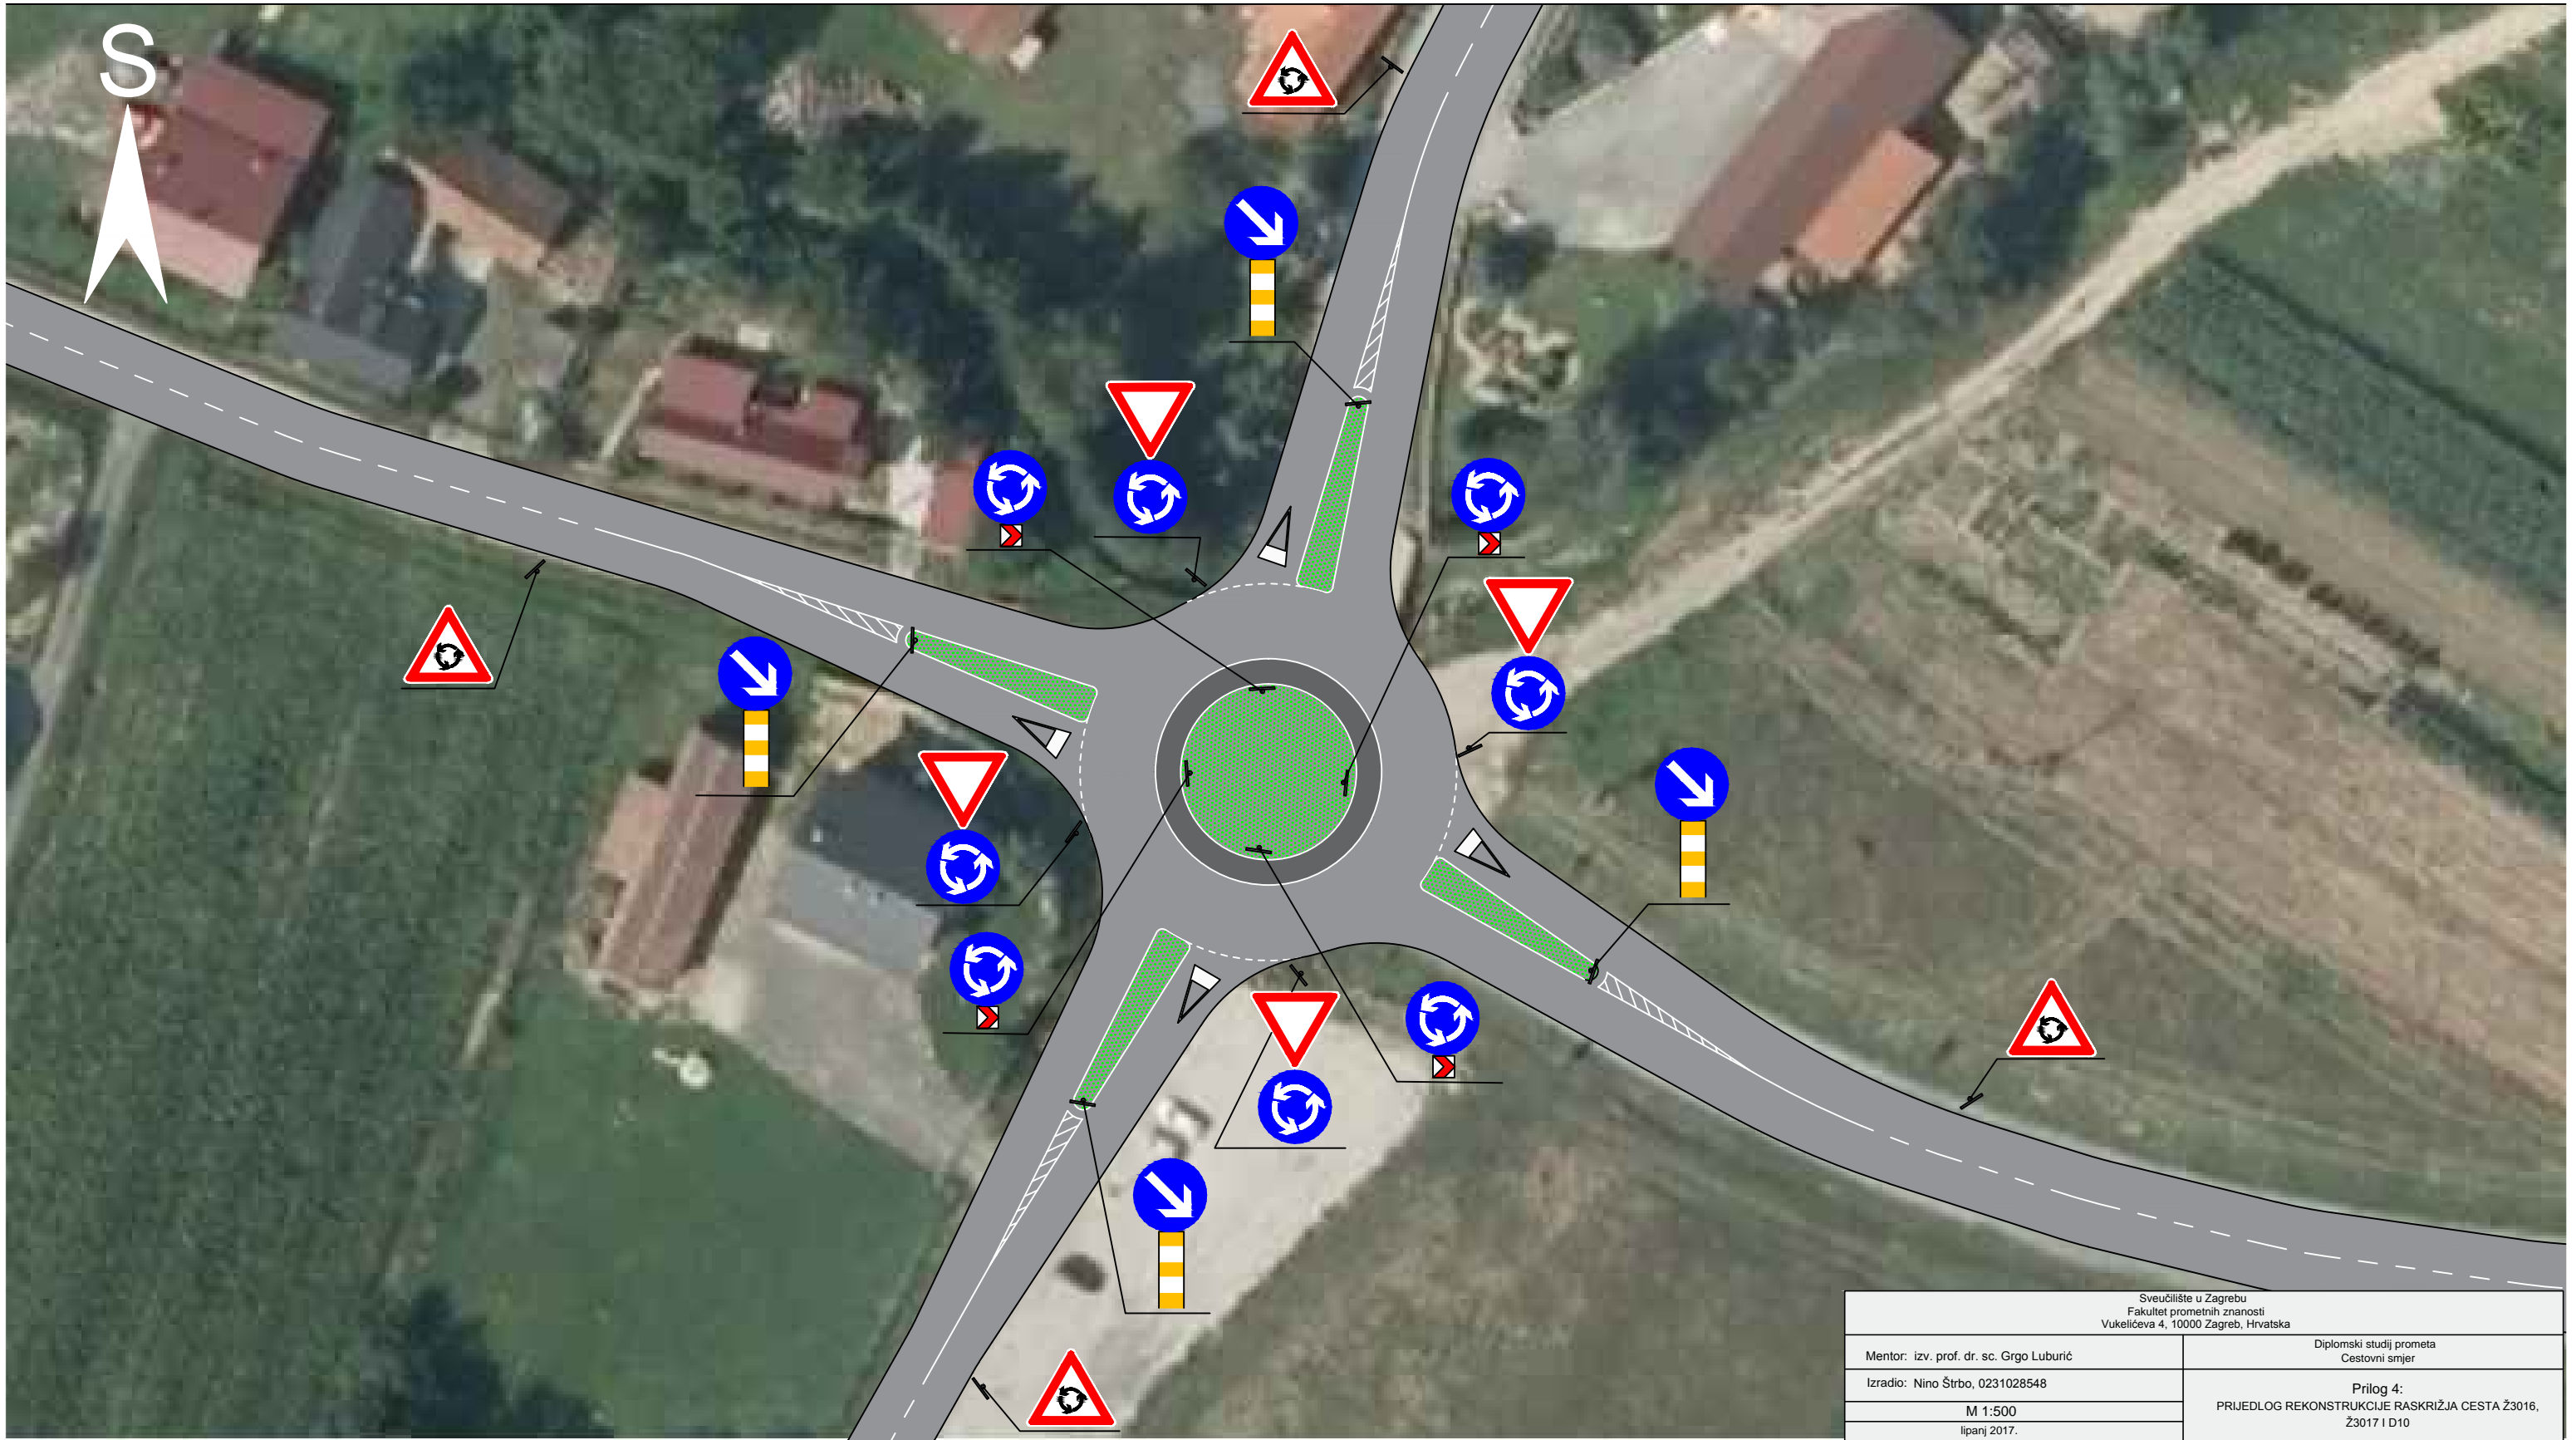 S
Sveučilište u Zagrebu
Fakultet prometnih znanosti
Vukelićeva 4, 10000 Zagreb, Hrvatska
Mentor: izv. prof. dr. sc. Grgo Luburić
Diplomski studij prometa
Cestovni smjer
Izradio: Nino Štrbo, 0231028548
M 1:500
lipanj 2017.
Prilog 4:
PRIJEDLOG REKONSTRUKCIJE RASKRIŽJA CESTA Ž3016,
Ž3017 I D10